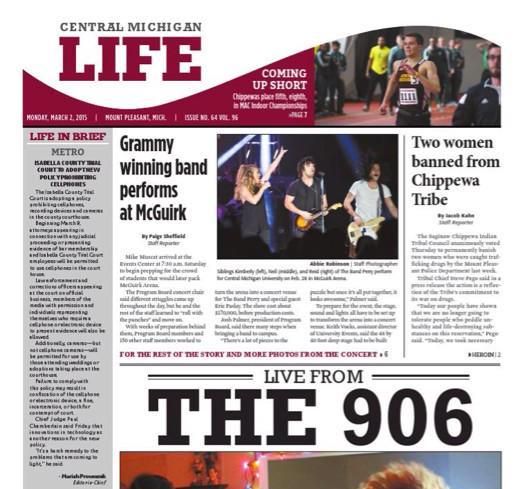 CENTRAL MICHIGAN
LIFE
COMING
UP SHORT
Chippewas place fifth, eighth,
in MAC Indoor Championships
»PAGE 7
MONDAY, MARCH 2, 2015 | MOUNT PLEASANT, MICH. | ISSUE NO. 64 VOL. 96
LIFE IN BRIEF
METRO
ISABELLA COUNTY TRIAL
COURT TO ADOPT NEW
POLICY PROHIBITING
CELLPHONES
The Isabella County Trial
Court is adopting a policy
prohibiting cellphones,
recording devices and cameras
in the county courthouse.
Beginning March 9,
attorneys appearing in
connection with any judicial
proceeding or presenting
evidence of bar membership
and Isabella County Trial Court
employees will be permitted
to use cellphones in the court
house.
Law enforcement and
corrections officers appearing
at the court on official
business, members of the
media with permission and
individuals representing
themselves who require a
cellphone or electronic device
to present evidence will also be
allowed.
Additionally, cameras—but
not cellphone cameras—will
be permitted for use by
those attending weddings or
adoptions taking place at the
courthouse.
Failure to comply with
this policy may result in
confiscation of the cellphone
or electronic device, a fine,
incarceration, or both for
contempt of court.
Chief Judge Paul
Chamberlain said Friday that
innovations in technology are
another reason for the new
policy.
"It's a harsh remedy to the
problems that are coming to
light," he said.
Editor-in-Chief
Grammy
winning band
performs
at McGuirk
By Paige Sheffield
Staff Reporter
Mike Muscat arrived at the
Events Center at 7:30 a.m. Saturday
to begin prepping for the crowd
of students that would later pack
McGuirk Arena.
The Program Board concert chair
said different struggles came up
throughout the day, but he and the
rest of the staff learned to "roll with
the punches" and move on.
With weeks of preparation behind
them, Program Board members and
150 other staff members worked to
Abbie Robinson | Staff Photographer
Siblings Kimberly (left), Neil (middle), and Reid (right) of The Band Perry perform
for Central Michigan University on Feb. 28 in McGuirk Arena.
turn the arena into a concert venue
for The Band Perry and special guest
Eric Paslay. The show cost about
$170,000, before production costs.
Josh Palmer, president of Program
Board, said there many steps when
bringing a band to campus.
"There's a lot of pieces to the
puzzle but once it's all put together, it
looks awesome," Palmer said.
To prepare for the event, the stage,
sound and lights all have to be set up
to transform the arena into a concert
venue. Keith Voeks, assistant director
of University Events, said the 48 by
40 foot deep stage had to be built
FOR THE REST OF THE STORY AND MORE PHOTOS FROM THE CONCERT » 6
Two women
banned from
Chippewa
Tribe
By Jacob Kahn
Staff Reporter
The Saginaw Chippewa Indian
Tribal Council unanimously voted
Thursday to permanently banish
two women who were caught traf-
ficking drugs by the Mount Pleas-
ant Police Department last week.
Tribal Chief Steve Pego said in a
press release the action is a reflec-
tion of the Tribe's commitment to
its war on drugs.
"Today our people have shown
that we are no longer going to
tolerate people who peddle un-
healthy and life-destroying sub-
stances on this reservation," Pego
said. "Today, we took necessary
» HEROIN | 2
LIVE FROM
THE 906